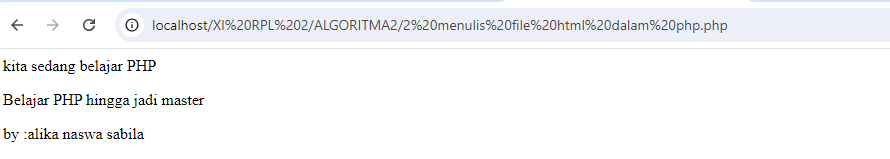 localhost/XI%20RPL%202/ALGORITMA2/2%20menulis%20file%20html%20dalam%20php.php
kita sedang belajar PHP
Belajar PHP hingga jadi master
by :alika naswa sabila